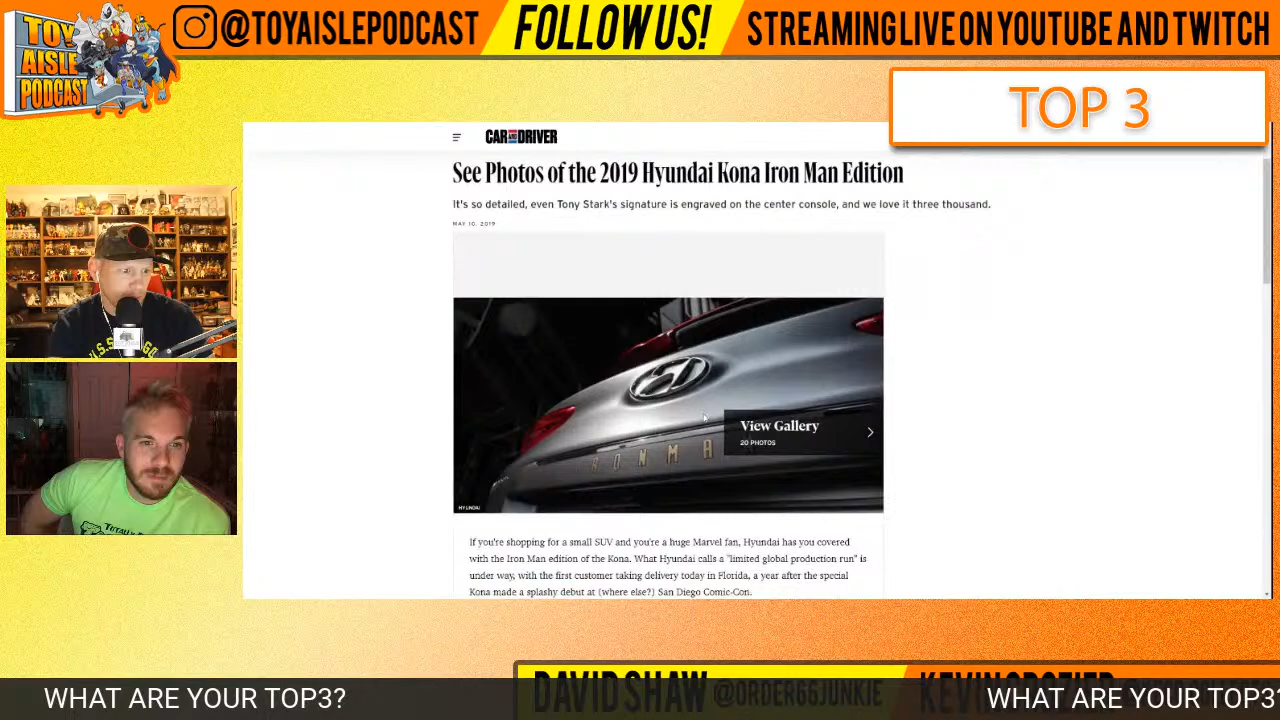 TOY
AISLE
PODCAST
@TOYAISLEPODCAST
FOLLOW US!
STREAMING LIVE ON YOUTUBE AND TWITCH
TOP 3
CAR AND DRIVER
See Photos of the 2019 Hyundai Kona Iron Man Edition
It's so detailed, even Tony Stark's signature is engraved on the center console, and we love it three thousand.
MAY 10, 2019
View Gallery
20 PHOTOS
HYUNDAI
If you're shopping for a small SUV and you're a huge Marvel fan, Hyundai has you covered
with the Iron Man edition of the Kona. What Hyundai calls a "limited global production run" is
under way, with the first customer taking delivery today in Florida, a year after the special
Kona made a splashy debut at (where else?) San Diego Comic-Con.
DAVID SHAW @ORDER66JUNKIE
WHAT ARE YOUR TOP3?
WHAT ARE YOUR TOP3?